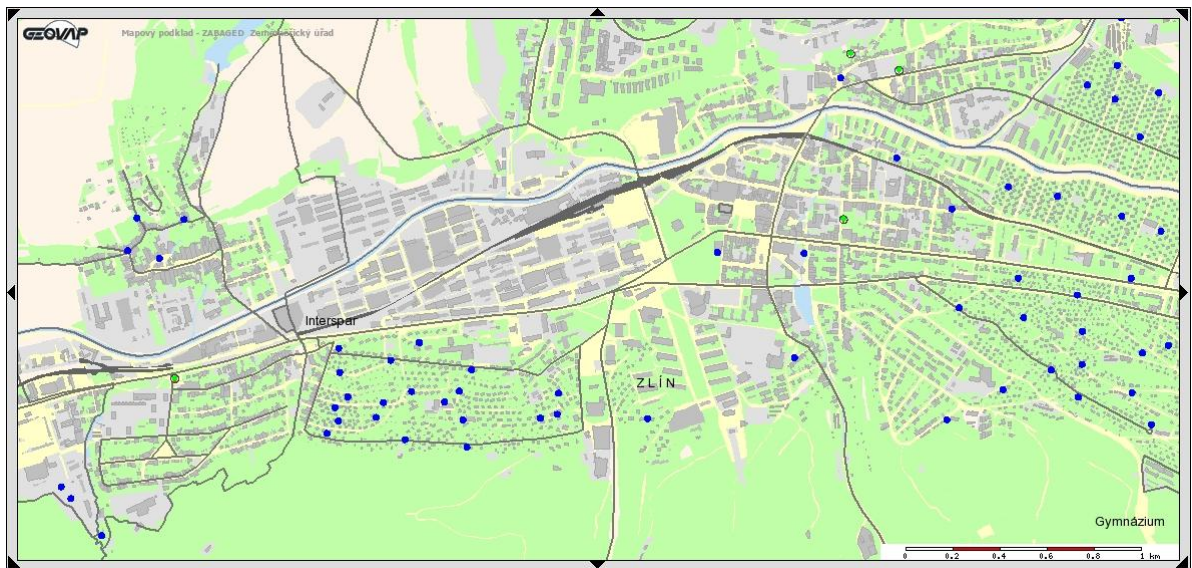 GEOVAP
Mapový podklad - ZABAGED Zeměměřický úřad
Interspar
ZLÍN
Gymnázium
0 0.2 0.4 0.6 0.8 1 km